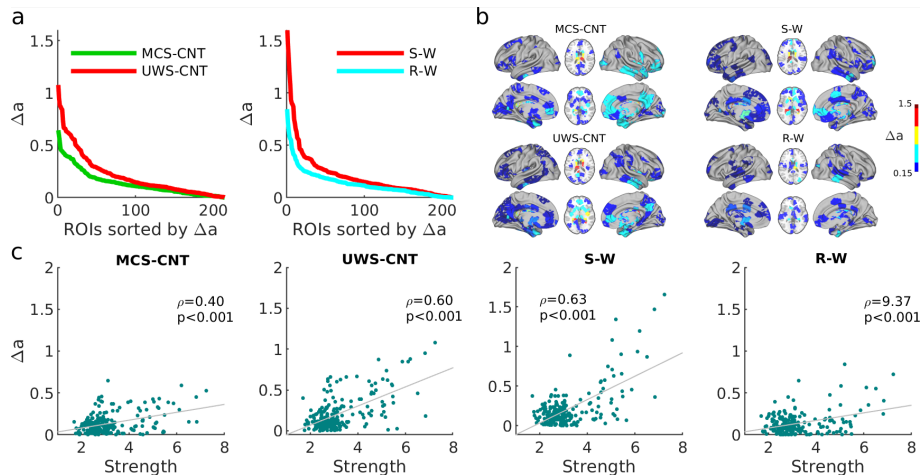 a
1.5
1
0.5
0
Δa
MCS-CNT
UWS-CNT
0 100 200
ROIs sorted by Δa
1.5
1
0.5
0
Δa
S-W
R-W
0 100 200
ROIs sorted by Δa
b
MCS-CNT
S-W
UWS-CNT
R-W
1.5
Δa
0.15
c
MCS-CNT
ρ=0.40
p<0.001
2
1.5
1
0.5
0
Δa
2 4 6 8
Strength
UWS-CNT
ρ=0.60
p<0.001
2
1.5
1
0.5
0
2 4 6 8
Strength
S-W
ρ=0.63
p<0.001
2
1.5
1
0.5
0
2 4 6 8
Strength
R-W
ρ=9.37
p<0.001
2
1.5
1
0.5
0
2 4 6 8
Strength